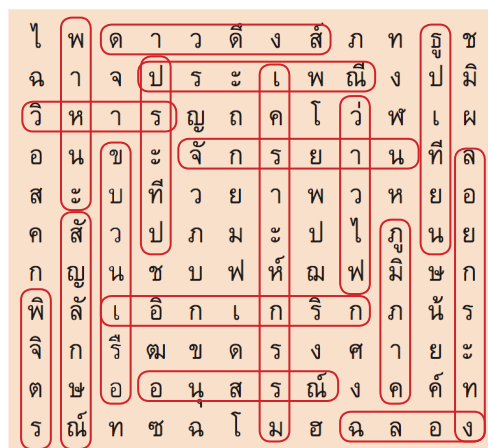 ไ พ ด า ว ดึ ง ส์ ภ ท ธู ช
ฉ า จ ป ร ะ เ พ ณี ง ป มิ
วิ ห า ร ญ ถ ค โ ว่ ฬ เ ผ
อ น ข ะ จั ก ร ย า น ที ล
ส ะ บ ที ว ย า พ ว ห ย อ
ค สั ว ป ภ ม ะ ป ไ ภู น ย
ก ญ น ช บ ฟ ห์ ฌ ฟ มิ ษ ก
พิ ลั เ อิ ก เ ก ริ ก ภ น้ ร
จิ ก รื ฒ ข ด ร ง ศ า ย ะ
ต ษ อ อ นุ ส ร ณ์ ง ค ค์ ท
ร ณ์ ท ซ ฉ โ ม ฮ ฉ ล อ ง